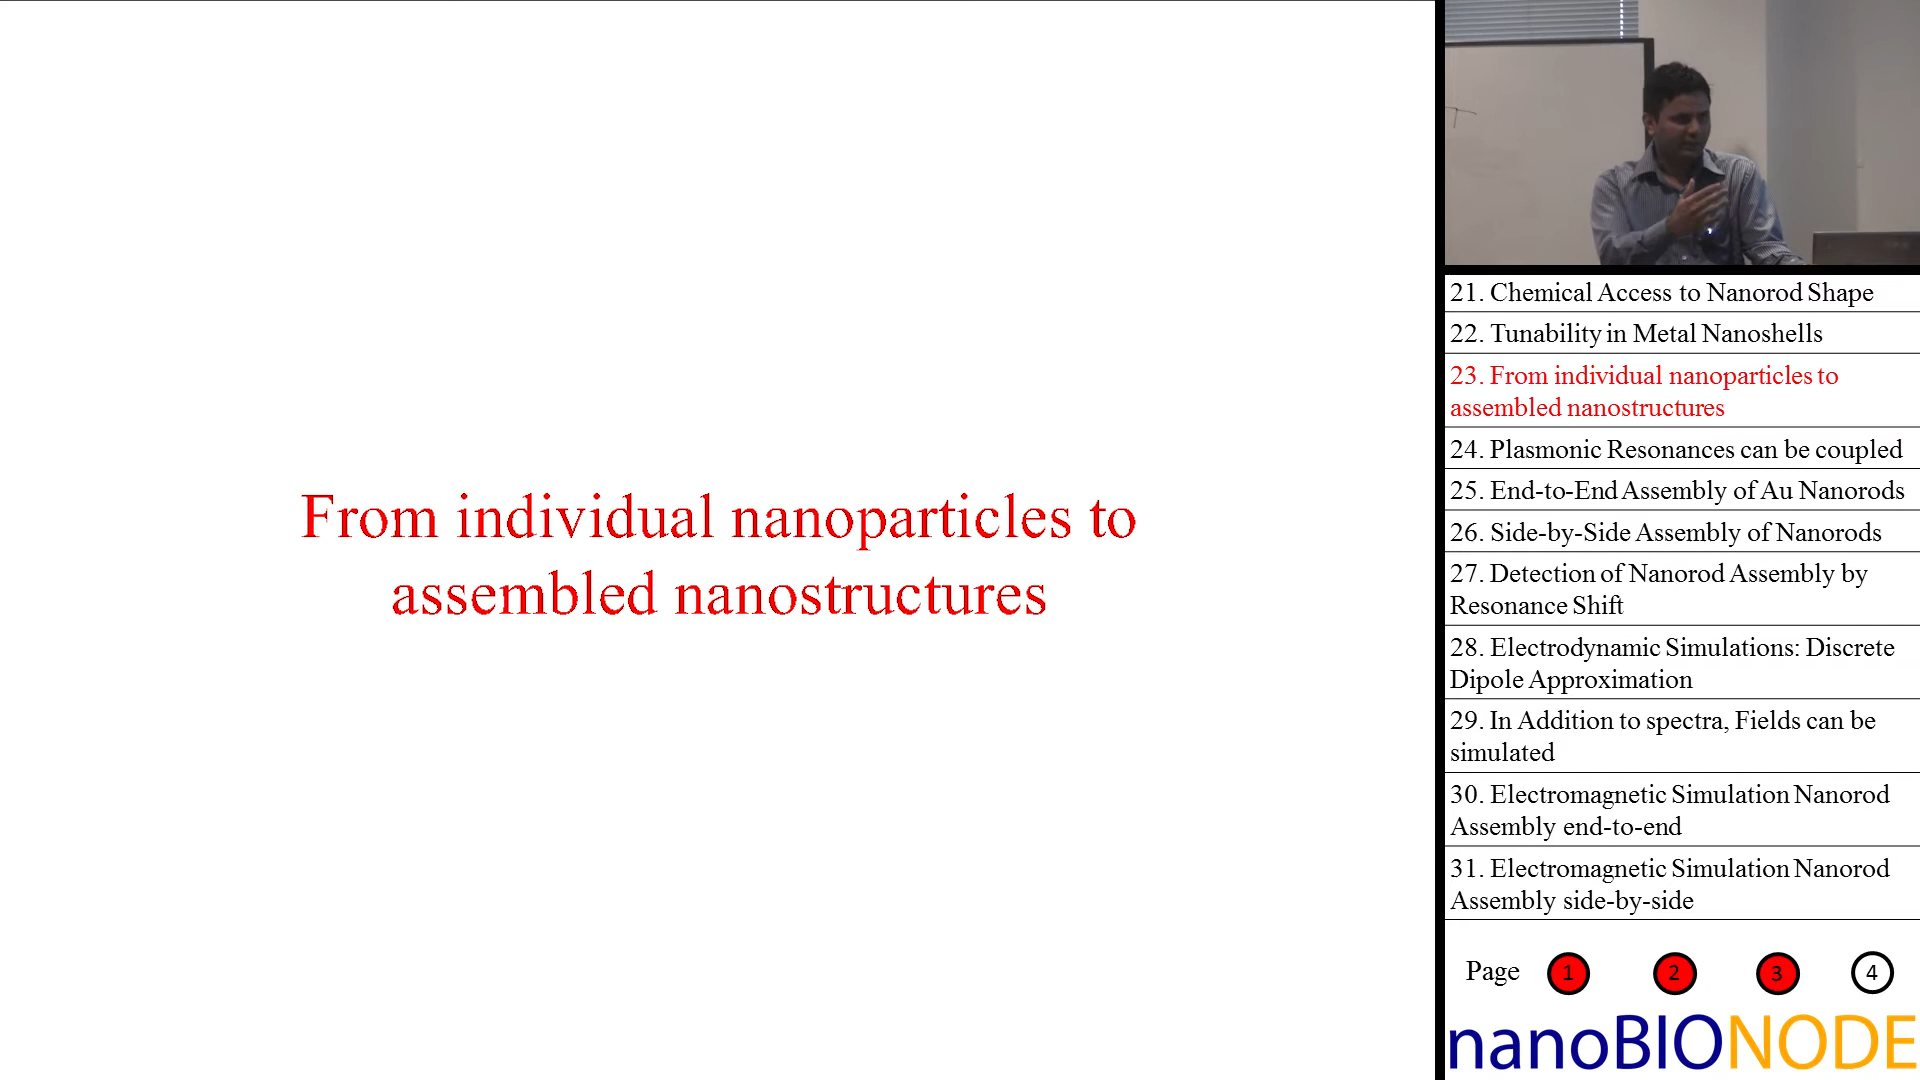 From individual nanoparticles to
assembled nanostructures
21. Chemical Access to Nanorod Shape
22. Tunability in Metal Nanoshells
23. From individual nanoparticles to
assembled nanostructures
24. Plasmonic Resonances can be coupled
25. End-to-End Assembly of Au Nanorods
26. Side-by-Side Assembly of Nanorods
27. Detection of Nanorod Assembly by
Resonance Shift
28. Electrodynamic Simulations: Discrete
Dipole Approximation
29. In Addition to spectra, Fields can be
simulated
30. Electromagnetic Simulation Nanorod
Assembly end-to-end
31. Electromagnetic Simulation Nanorod
Assembly side-by-side
Page 1 2 3 4
nanoBIONODE